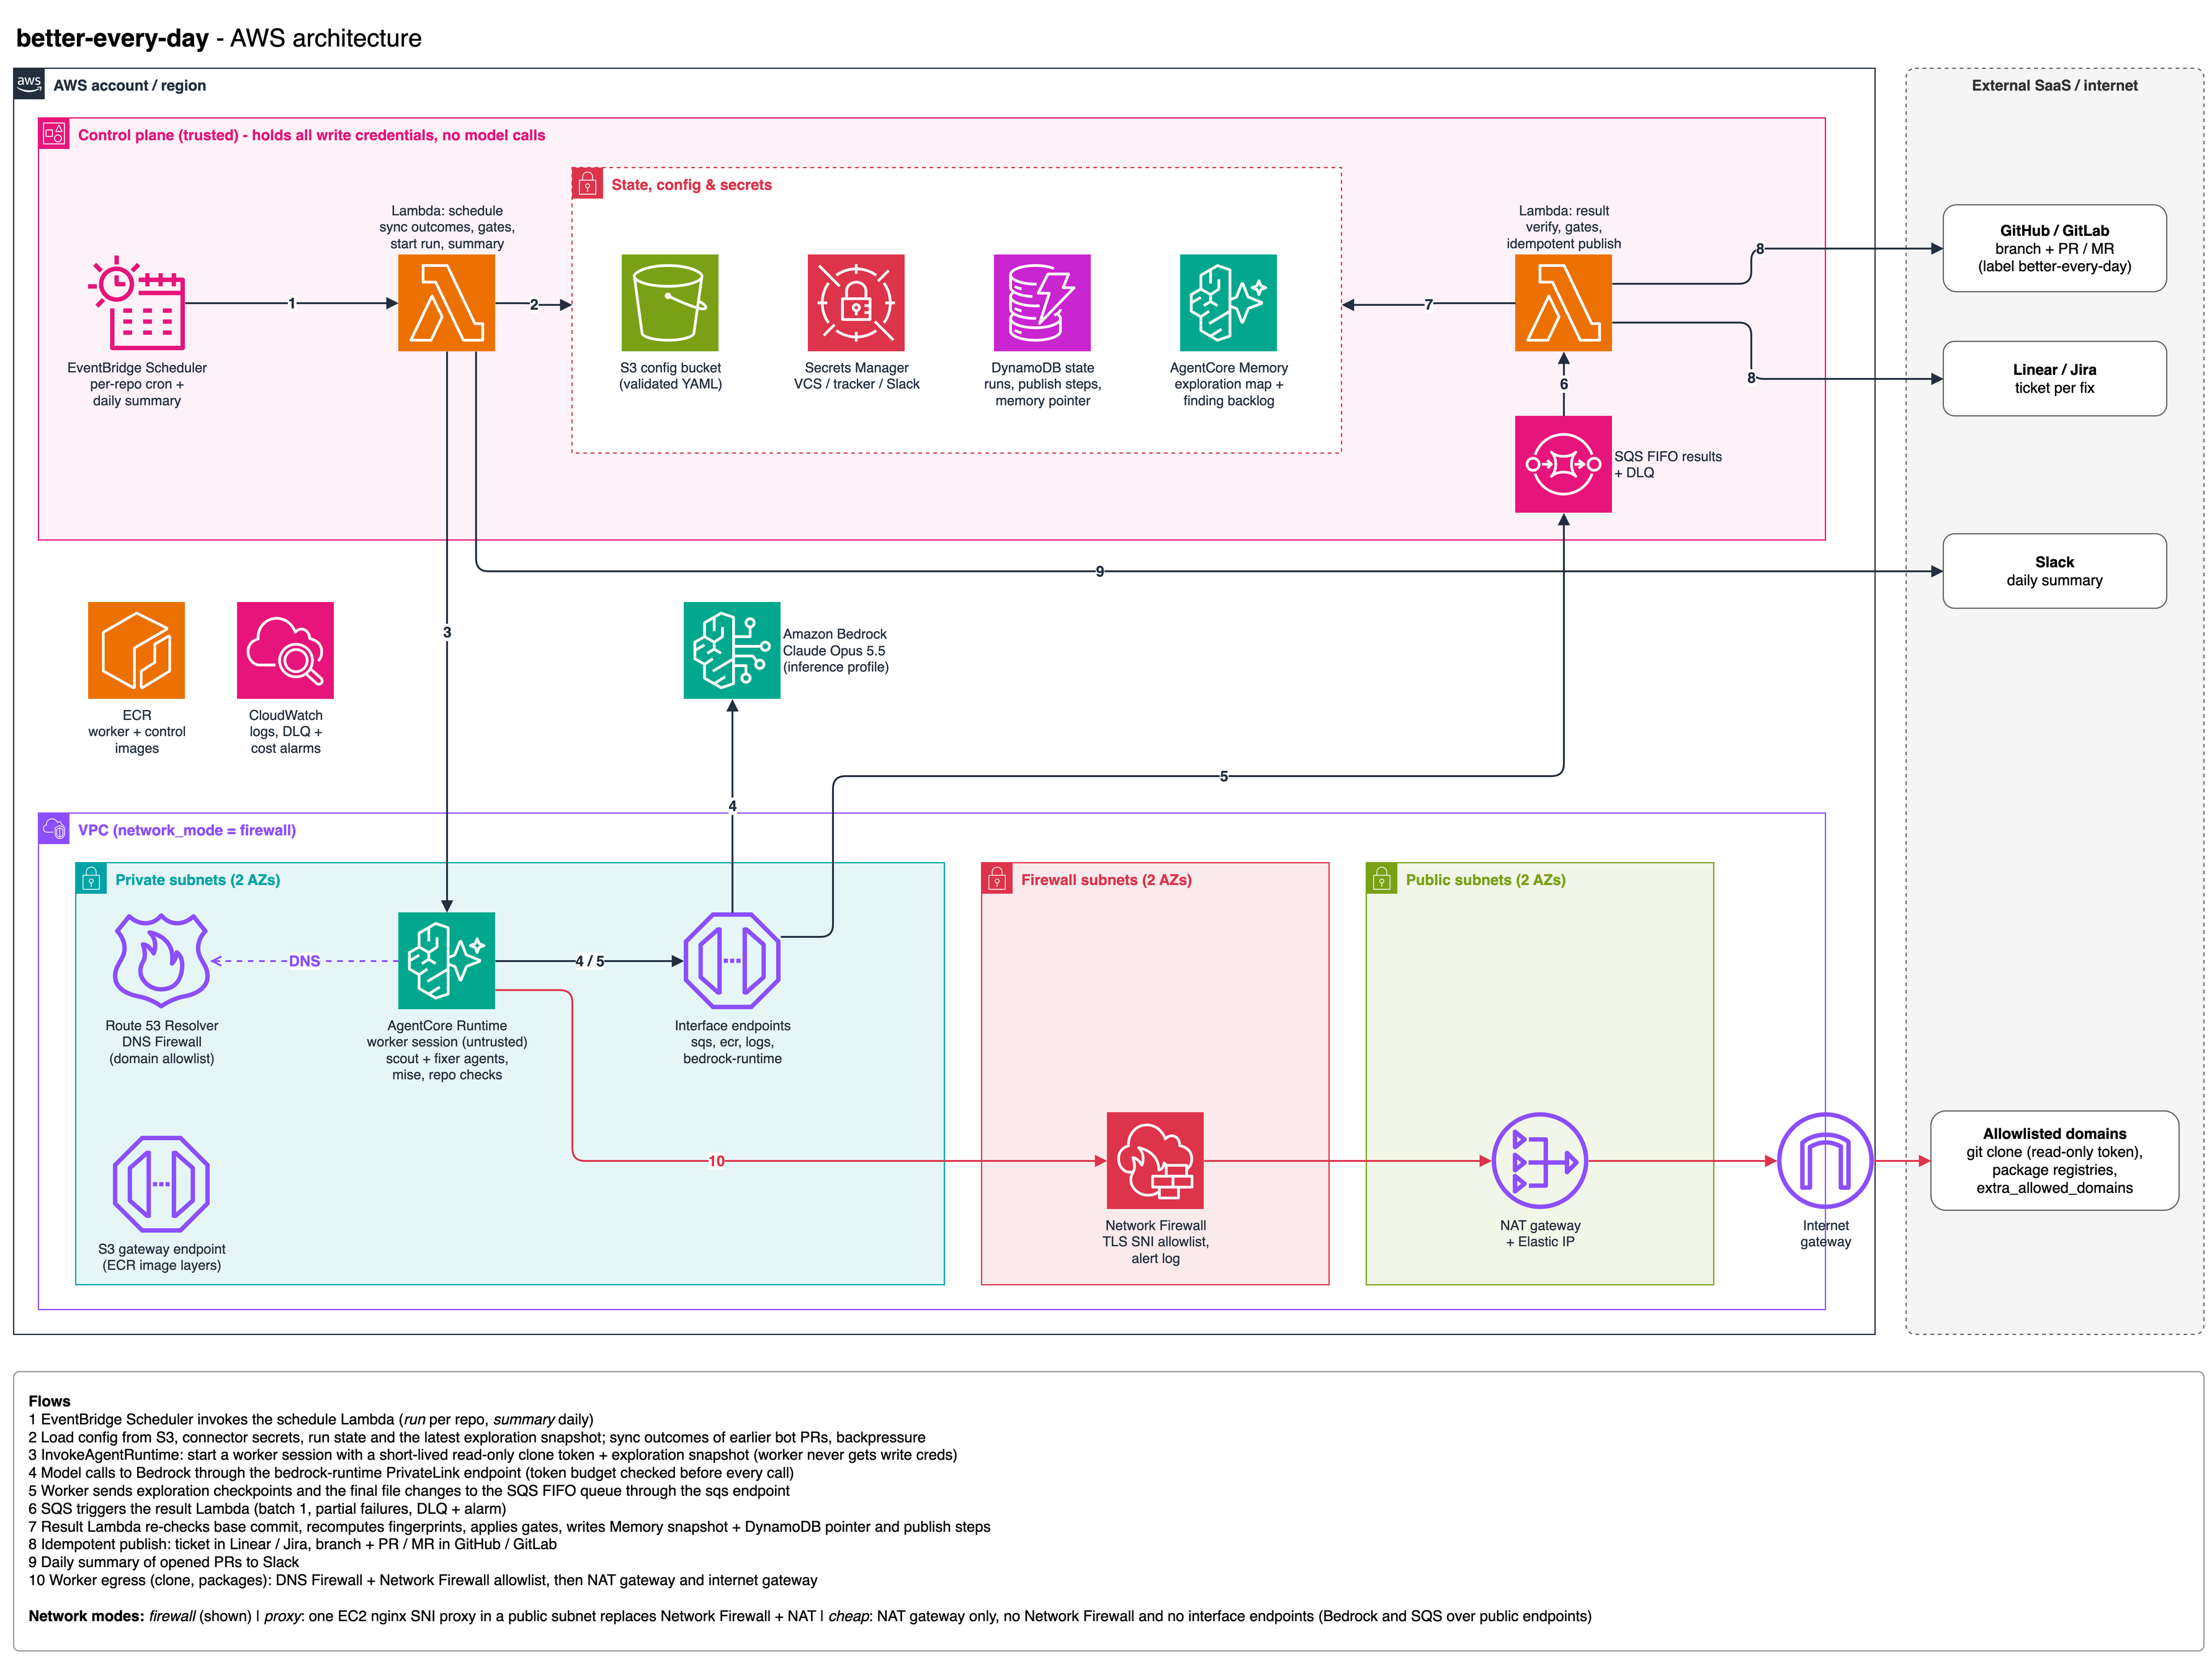 better-every-day - AWS architecture
aws
AWS account / region
External SaaS / internet
Control plane (trusted) - holds all write credentials, no model calls
State, config & secrets
Lambda: schedule
sync outcomes, gates,
start run, summary
Lambda: result
verify, gates,
idempotent publish
1
2
7
8
8
6
EventBridge Scheduler
per-repo cron +
daily summary
S3 config bucket
(validated YAML)
Secrets Manager
VCS / tracker / Slack
DynamoDB state
runs, publish steps,
memory pointer
AgentCore Memory
exploration map +
finding backlog
SQS FIFO results
+ DLQ
GitHub / GitLab
branch + PR / MR
(label better-every-day)
Linear / Jira
ticket per fix
9
Slack
daily summary
3
ECR
worker + control
images
CloudWatch
logs, DLQ +
cost alarms
Amazon Bedrock
Claude Opus 5.5
(inference profile)
4
5
VPC (network_mode = firewall)
Private subnets (2 AZs)
Firewall subnets (2 AZs)
Public subnets (2 AZs)
DNS
4 / 5
Route 53 Resolver
DNS Firewall
(domain allowlist)
AgentCore Runtime
worker session (untrusted)
scout + fixer agents,
mise, repo checks
Interface endpoints
sqs, ecr, logs,
bedrock-runtime
10
S3 gateway endpoint
(ECR image layers)
Network Firewall
TLS SNI allowlist,
alert log
NAT gateway
+ Elastic IP
Internet
gateway
Allowlisted domains
git clone (read-only token),
package registries,
extra_allowed_domains
Flows
1 EventBridge Scheduler invokes the schedule Lambda (run per repo, summary daily)
2 Load config from S3, connector secrets, run state and the latest exploration snapshot; sync outcomes of earlier bot PRs, backpressure
3 InvokeAgentRuntime: start a worker session with a short-lived read-only clone token + exploration snapshot (worker never gets write creds)
4 Model calls to Bedrock through the bedrock-runtime PrivateLink endpoint (token budget checked before every call)
5 Worker sends exploration checkpoints and the final file changes to the SQS FIFO queue through the sqs endpoint
6 SQS triggers the result Lambda (batch 1, partial failures, DLQ + alarm)
7 Result Lambda re-checks base commit, recomputes fingerprints, applies gates, writes Memory snapshot + DynamoDB pointer and publish steps
8 Idempotent publish: ticket in Linear / Jira, branch + PR / MR in GitHub / GitLab
9 Daily summary of opened PRs to Slack
10 Worker egress (clone, packages): DNS Firewall + Network Firewall allowlist, then NAT gateway and internet gateway
Network modes: firewall (shown) | proxy: one EC2 nginx SNI proxy in a public subnet replaces Network Firewall + NAT | cheap: NAT gateway only, no Network Firewall and no interface endpoints (Bedrock and SQS over public endpoints)